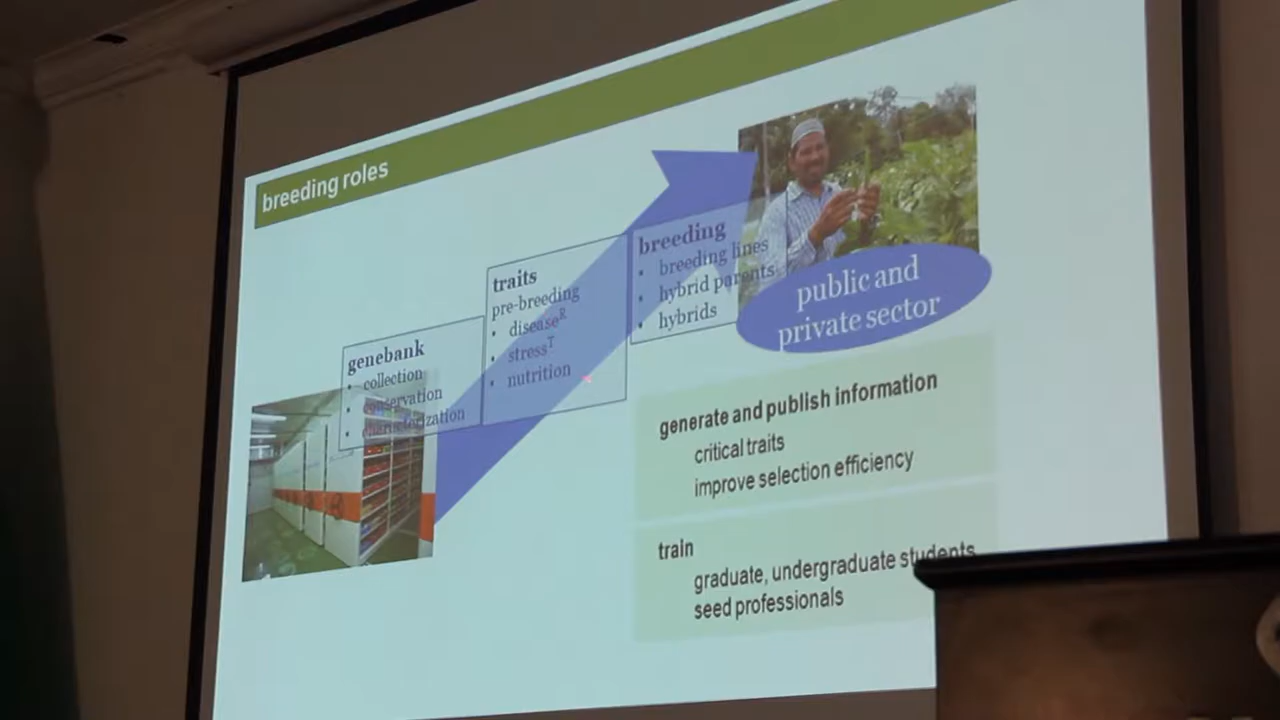 breeding roles
genebank
• collection
• conservation
• characterization
traits
pre-breeding
• disease^R
• stress^T
• nutrition
breeding
• breeding lines
• hybrid parents
• hybrids
public and
private sector
generate and publish information
critical traits
improve selection efficiency
train
graduate, undergraduate students
seed professionals